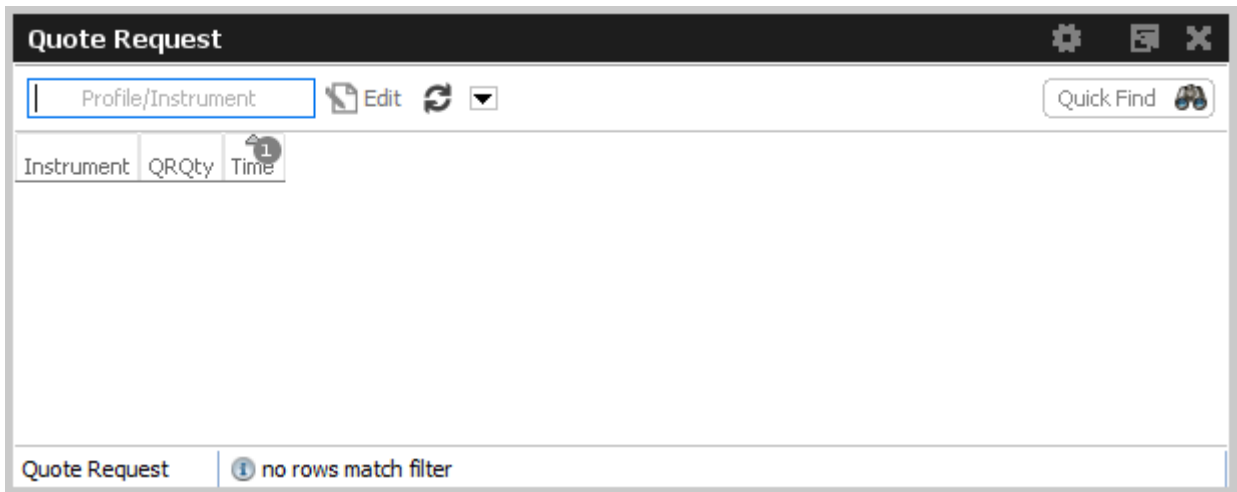 Quote Request
Profile/Instrument Edit Quick Find
Instrument QRQty Time 1
Quote Request no rows match filter